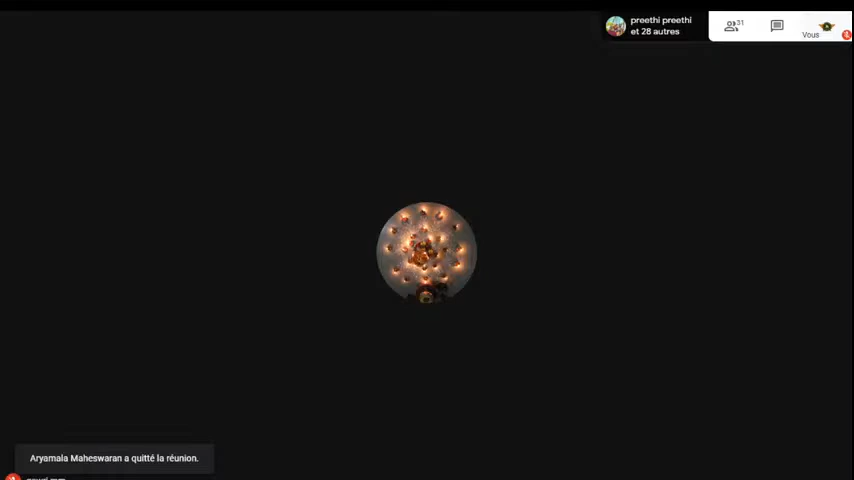 preethi preethi
et 28 autres
31
Vous
Aryamala Maheswaran a quitté la réunion.